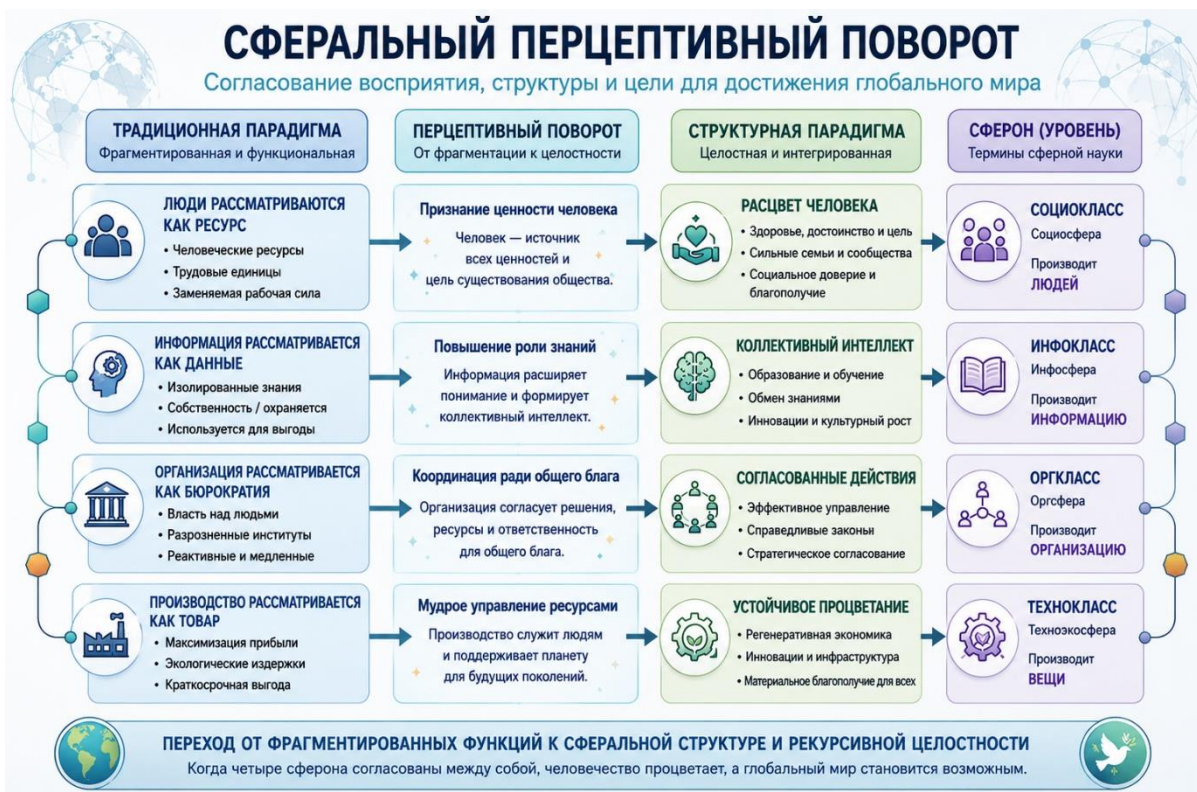 СФЕРАЛЬНЫЙ ПЕРЦЕПТИВНЫЙ ПОВОРОТ
Согласование восприятия, структуры и цели для достижения глобального мира
ТРАДИЦИОННАЯ ПАРАДИГМА
Фрагментированная и функциональная
ПЕРЦЕПТИВНЫЙ ПОВОРОТ
От фрагментации к целостности
СТРУКТУРНАЯ ПАРАДИГМА
Целостная и интегрированная
СФЕРОН (УРОВЕНЬ)
Термины сферной науки
ЛЮДИ РАССМАТРИВАЮТСЯ
КАК РЕСУРС
• Человеческие ресурсы
• Трудовые единицы
• Заменяемая рабочая сила
Признание ценности человека
Человек — источник
всех ценностей и
цель существования общества.
РАСЦВЕТ ЧЕЛОВЕКА
• Здоровье, достоинство и цель
• Сильные семьи и сообщества
• Социальное доверие и
благополучие
СОЦИОКЛАСС
Социосфера
Производит
ЛЮДЕЙ
ИНФОРМАЦИЯ РАССМАТРИВАЕТСЯ
КАК ДАННЫЕ
• Изолированные знания
• Собственность / охраняется
• Используется для выгоды
Повышение роли знаний
Информация расширяет
понимание и формирует
коллективный интеллект.
КОЛЛЕКТИВНЫЙ ИНТЕЛЛЕКТ
• Образование и обучение
• Обмен знаниями
• Инновации и культурный рост
ИНФОКЛАСС
Инфосфера
Производит
ИНФОРМАЦИЮ
ОРГАНИЗАЦИЯ РАССМАТРИВАЕТСЯ
КАК БЮРОКРАТИЯ
• Власть над людьми
• Разрозненные институты
• Реактивные и медленные
Координация ради общего блага
Организация согласует решения,
ресурсы и ответственность
для общего блага.
СОГЛАСОВАННЫЕ ДЕЙСТВИЯ
• Эффективное управление
• Справедливые законьы
• Стратегическое согласование
ОРГКЛАСС
Оргсфера
Производит
ОРГАНИЗАЦИЮ
ПРОИЗВОДСТВО РАССМАТРИВАЕТСЯ
КАК ТОВАР
• Максимизация прибыли
• Экологические издержки
• Краткосрочная выгода
Мудрое управление ресурсами
Производство служит людям
и поддерживает планету
для будущих поколений.
УСТОЙЧИВОЕ ПРОЦВЕТАНИЕ
• Регенеративная экономика
• Инновации и инфраструктура
• Материальное благополучие для всех
ТЕХНОКЛАСС
Техноэкосфера
Производит
ВЕЩИ
ПЕРЕХОД ОТ ФРАГМЕНТИРОВАННЫХ ФУНКЦИЙ К СФЕРАЛЬНОЙ СТРУКТУРЕ И РЕКУРСИВНОЙ ЦЕЛОСТНОСТИ
Когда четыре сферона согласованы между собой, человечество процветает, а глобальный мир становится возможным.